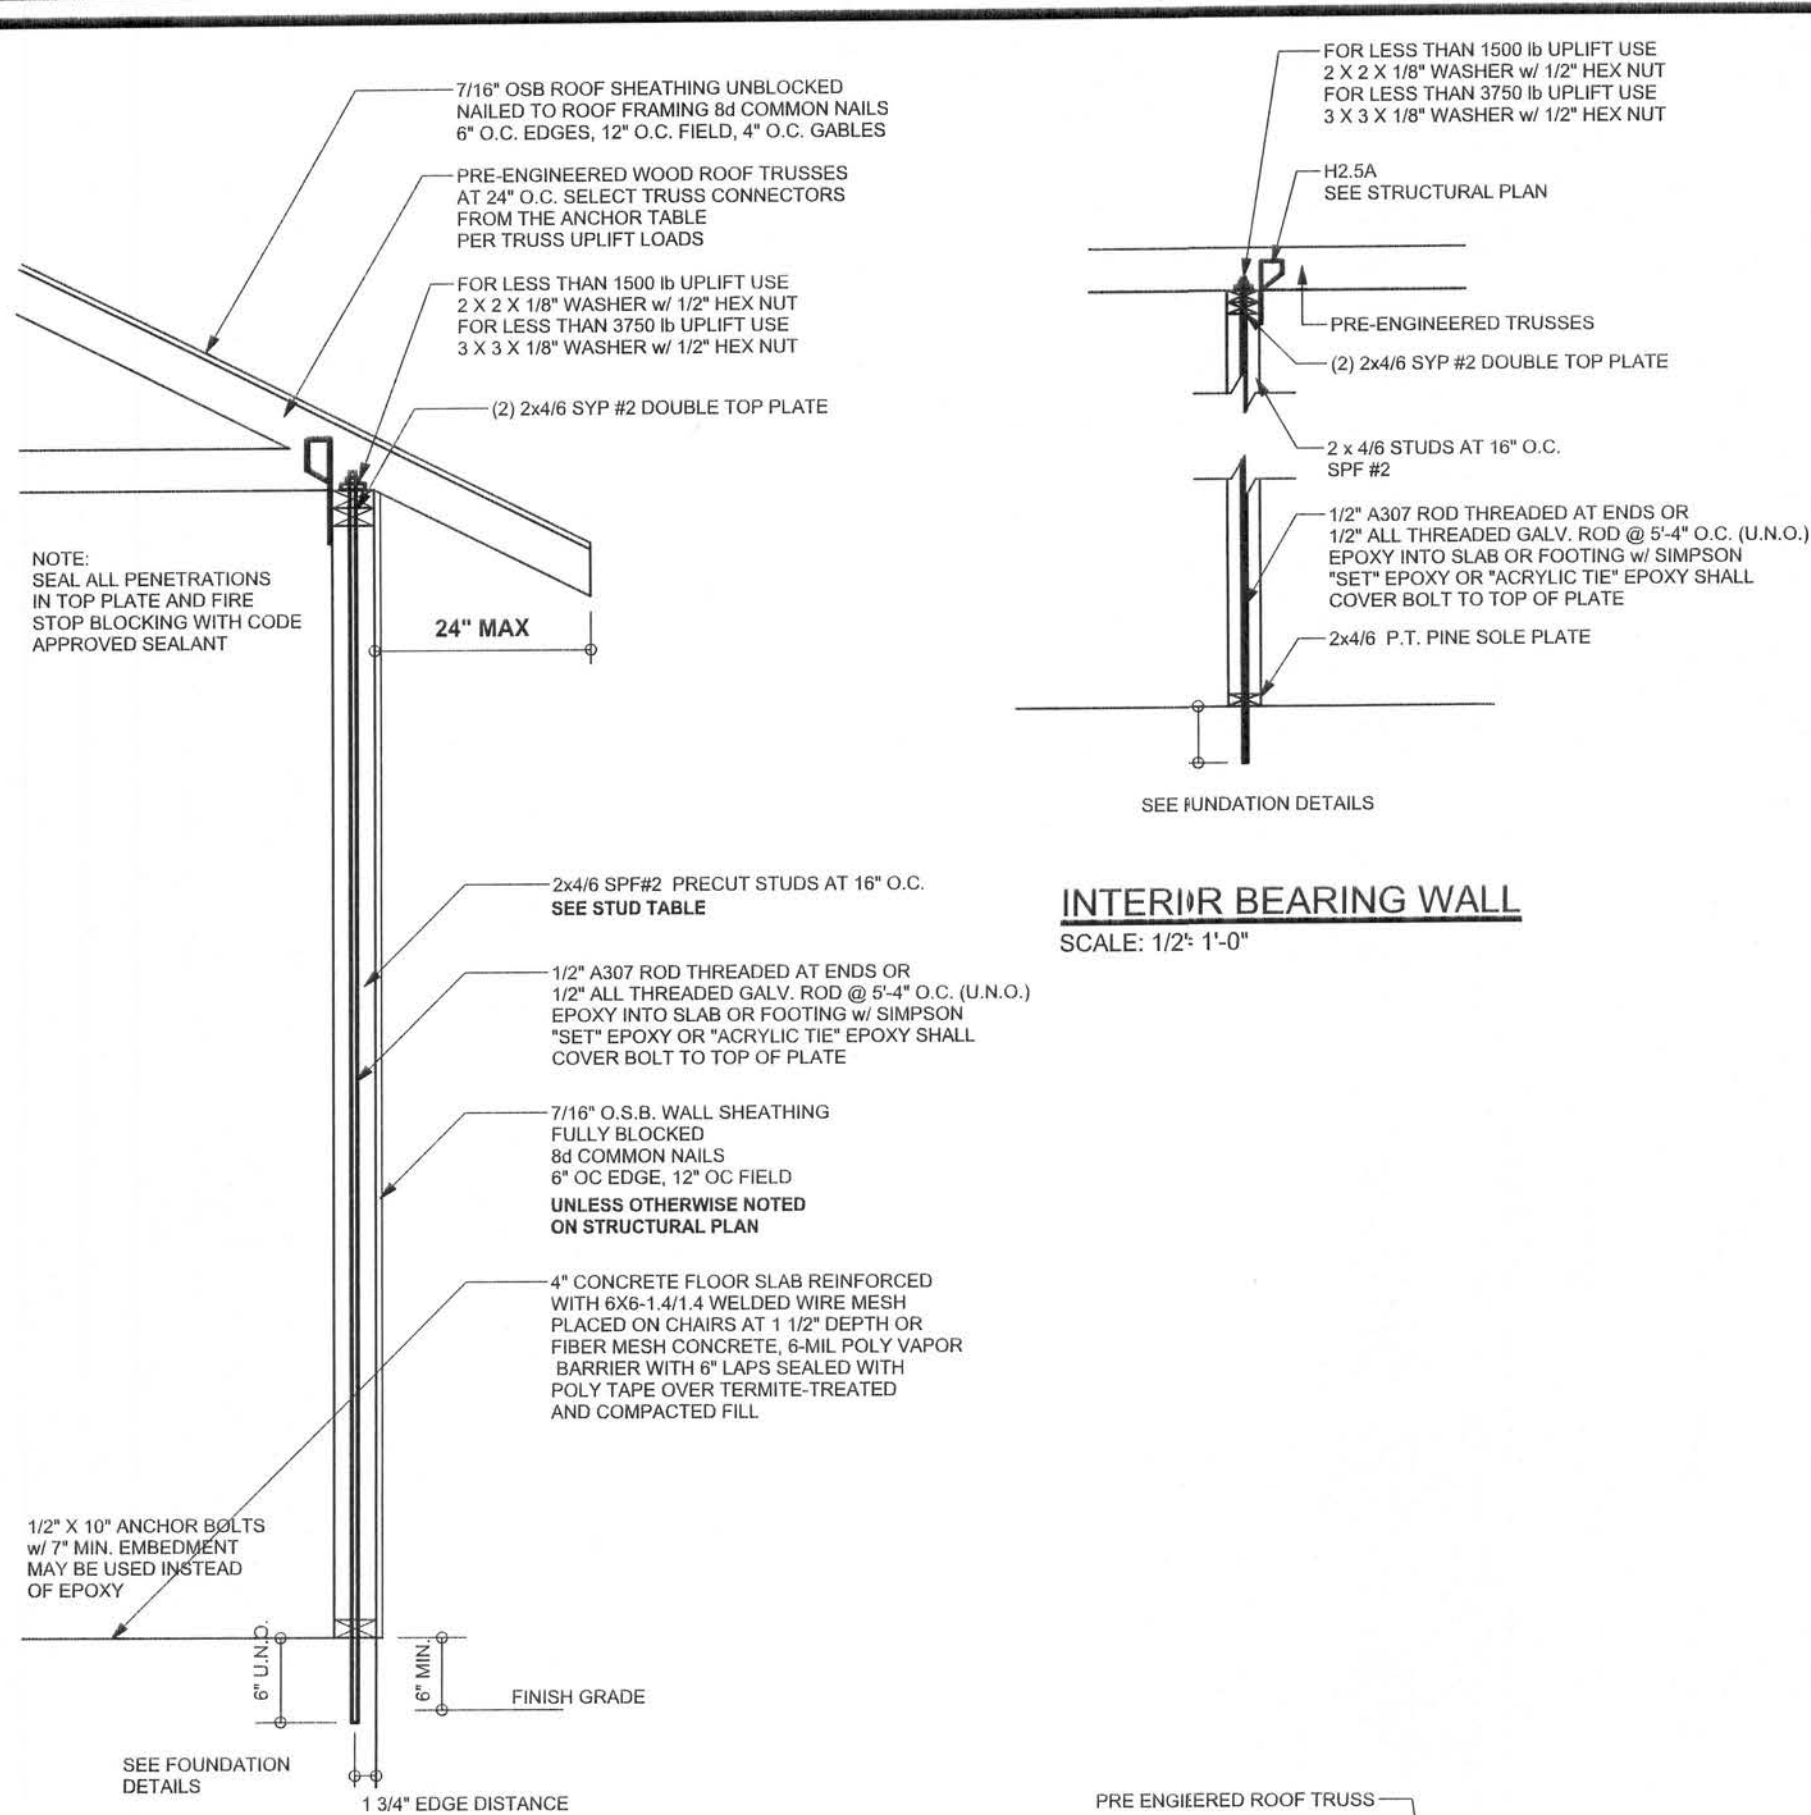 7/16" OSB ROOF SHEATHING UNBLOCKED
NAILED TO ROOF FRAMING 8d COMMON NAILS
6" O.C. EDGES, 12" O.C. FIELD, 4" O.C. GABLES
PRE-ENGINEERED WOOD ROOF TRUSSES
AT 24" O.C. SELECT TRUSS CONNECTORS
FROM THE ANCHOR TABLE
PER TRUSS UPLIFT LOADS
FOR LESS THAN 1500 lb UPLIFT USE
2 X 2 X 1/8" WASHER w/ 1/2" HEX NUT
FOR LESS THAN 3750 lb UPLIFT USE
3 X 3 X 1/8" WASHER w/ 1/2" HEX NUT
(2) 2x4/6 SYP #2 DOUBLE TOP PLATE
NOTE:
SEAL ALL PENETRATIONS
IN TOP PLATE AND FIRE
STOP BLOCKING WITH CODE
APPROVED SEALANT
24" MAX
2x4/6 SPF#2 PRECUT STUDS AT 16" O.C.
SEE STUD TABLE
1/2" A307 ROD THREADED AT ENDS OR
1/2" ALL THREADED GALV. ROD @ 5'-4" O.C. (U.N.O.)
EPOXY INTO SLAB OR FOOTING w/ SIMPSON
"SET" EPOXY OR "ACRYLIC TIE" EPOXY SHALL
COVER BOLT TO TOP OF PLATE
7/16" O.S.B. WALL SHEATHING
FULLY BLOCKED
8d COMMON NAILS
6" OC EDGE, 12" OC FIELD
UNLESS OTHERWISE NOTED
ON STRUCTURAL PLAN
4" CONCRETE FLOOR SLAB REINFORCED
WITH 6X6-1.4/1.4 WELDED WIRE MESH
PLACED ON CHAIRS AT 1 1/2" DEPTH OR
FIBER MESH CONCRETE, 6-MIL POLY VAPOR
BARRIER WITH 6" LAPS SEALED WITH
POLY TAPE OVER TERMITE-TREATED
AND COMPACTED FILL
1/2" X 10" ANCHOR BOLTS
w/ 7" MIN. EMBEDMENT
MAY BE USED INSTEAD
OF EPOXY
6" U.N.O.
6" MIN.
FINISH GRADE
SEE FOUNDATION
DETAILS
1 3/4" EDGE DISTANCE
FOR LESS THAN 1500 lb UPLIFT USE
2 X 2 X 1/8" WASHER w/ 1/2" HEX NUT
FOR LESS THAN 3750 lb UPLIFT USE
3 X 3 X 1/8" WASHER w/ 1/2" HEX NUT
H2.5A
SEE STRUCTURAL PLAN
PRE-ENGINEERED TRUSSES
(2) 2x4/6 SYP #2 DOUBLE TOP PLATE
2 x 4/6 STUDS AT 16" O.C.
SPF #2
1/2" A307 ROD THREADED AT ENDS OR
1/2" ALL THREADED GALV. ROD @ 5'-4" O.C. (U.N.O.)
EPOXY INTO SLAB OR FOOTING w/ SIMPSON
"SET" EPOXY OR "ACRYLIC TIE" EPOXY SHALL
COVER BOLT TO TOP OF PLATE
2x4/6 P.T. PINE SOLE PLATE
SEE FUNDATION DETAILS
INTERIOR BEARING WALL
SCALE: 1/2": 1'-0"
PRE ENGIEERED ROOF TRUSS